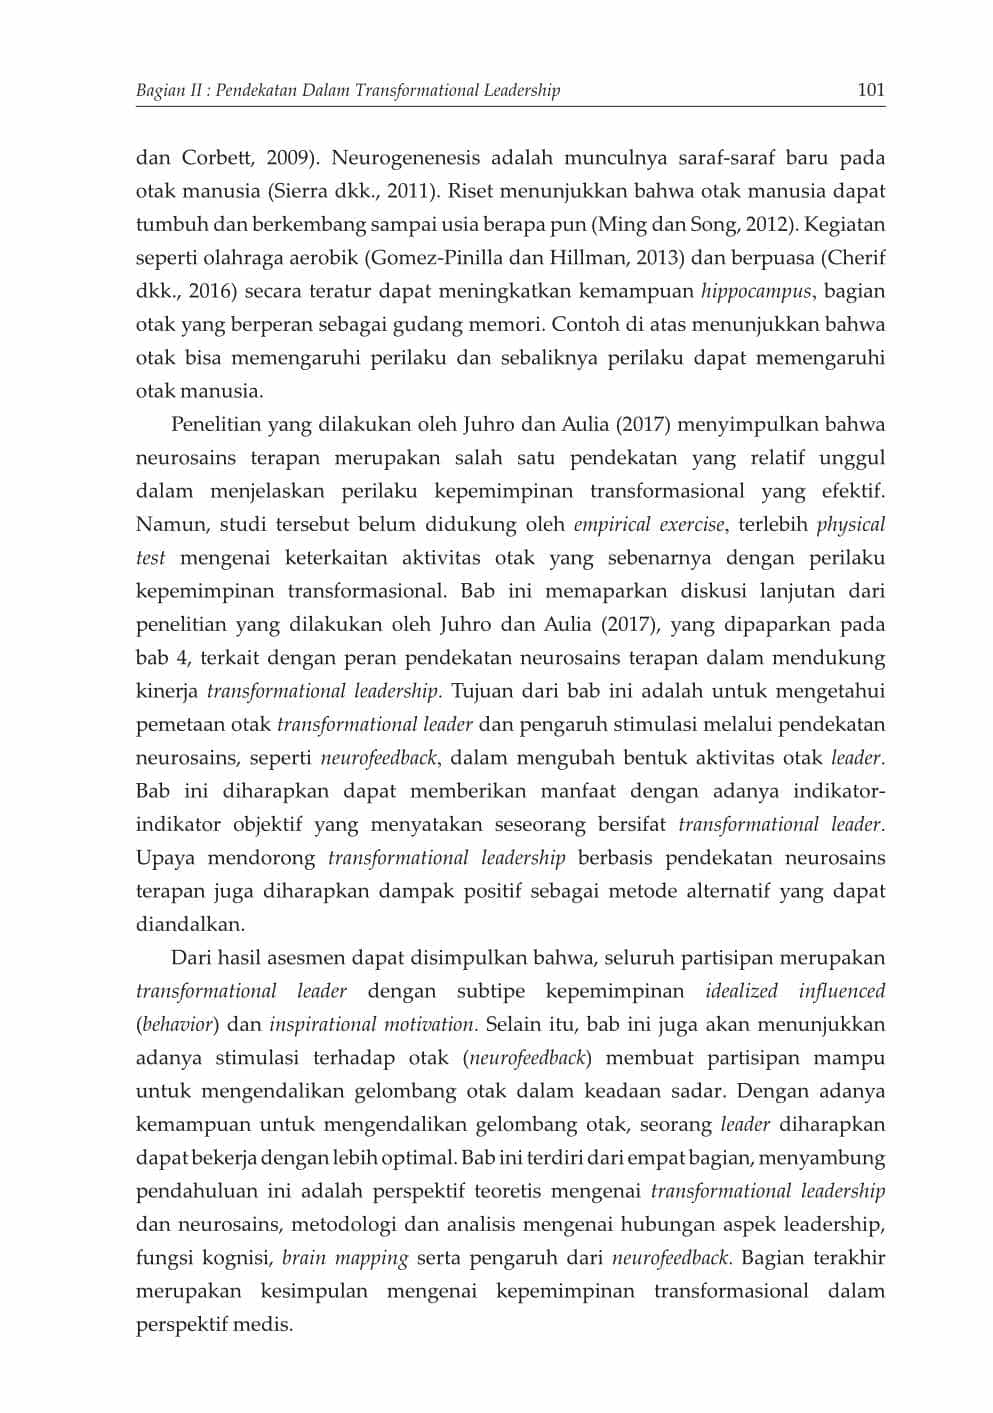 Bagian II : Pendekatan Dalam Transformational Leadership 101
dan Corbett, 2009). Neurogenenesis adalah munculnya saraf-saraf baru pada
otak manusia (Sierra dkk., 2011). Riset menunjukkan bahwa otak manusia dapat
tumbuh dan berkembang sampai usia berapa pun (Ming dan Song, 2012). Kegiatan
seperti olahraga aerobik (Gomez-Pinilla dan Hillman, 2013) dan berpuasa (Cherif
dkk., 2016) secara teratur dapat meningkatkan kemampuan hippocampus, bagian
otak yang berperan sebagai gudang memori. Contoh di atas menunjukkan bahwa
otak bisa memengaruhi perilaku dan sebaliknya perilaku dapat memengaruhi
otak manusia.
Penelitian yang dilakukan oleh Juhro dan Aulia (2017) menyimpulkan bahwa
neurosains terapan merupakan salah satu pendekatan yang relatif unggul
dalam menjelaskan perilaku kepemimpinan transformasional yang efektif.
Namun, studi tersebut belum didukung oleh empirical exercise, terlebih physical
test mengenai keterkaitan aktivitas otak yang sebenarnya dengan perilaku
kepemimpinan transformasional. Bab ini memaparkan diskusi lanjutan dari
penelitian yang dilakukan oleh Juhro dan Aulia (2017), yang dipaparkan pada
bab 4, terkait dengan peran pendekatan neurosains terapan dalam mendukung
kinerja transformational leadership. Tujuan dari bab ini adalah untuk mengetahui
pemetaan otak transformational leader dan pengaruh stimulasi melalui pendekatan
neurosains, seperti neurofeedback, dalam mengubah bentuk aktivitas otak leader.
Bab ini diharapkan dapat memberikan manfaat dengan adanya indikator-
indikator objektif yang menyatakan seseorang bersifat transformational leader.
Upaya mendorong transformational leadership berbasis pendekatan neurosains
terapan juga diharapkan dampak positif sebagai metode alternatif yang dapat
diandalkan.
Dari hasil asesmen dapat disimpulkan bahwa, seluruh partisipan merupakan
transformational leader dengan subtipe kepemimpinan idealized influenced
(behavior) dan inspirational motivation. Selain itu, bab ini juga akan menunjukkan
adanya stimulasi terhadap otak (neurofeedback) membuat partisipan mampu
untuk mengendalikan gelombang otak dalam keadaan sadar. Dengan adanya
kemampuan untuk mengendalikan gelombang otak, seorang leader diharapkan
dapat bekerja dengan lebih optimal. Bab ini terdiri dari empat bagian, menyambung
pendahuluan ini adalah perspektif teoretis mengenai transformational leadership
dan neurosains, metodologi dan analisis mengenai hubungan aspek leadership,
fungsi kognisi, brain mapping serta pengaruh dari neurofeedback. Bagian terakhir
merupakan kesimpulan mengenai kepemimpinan transformasional dalam
perspektif medis.